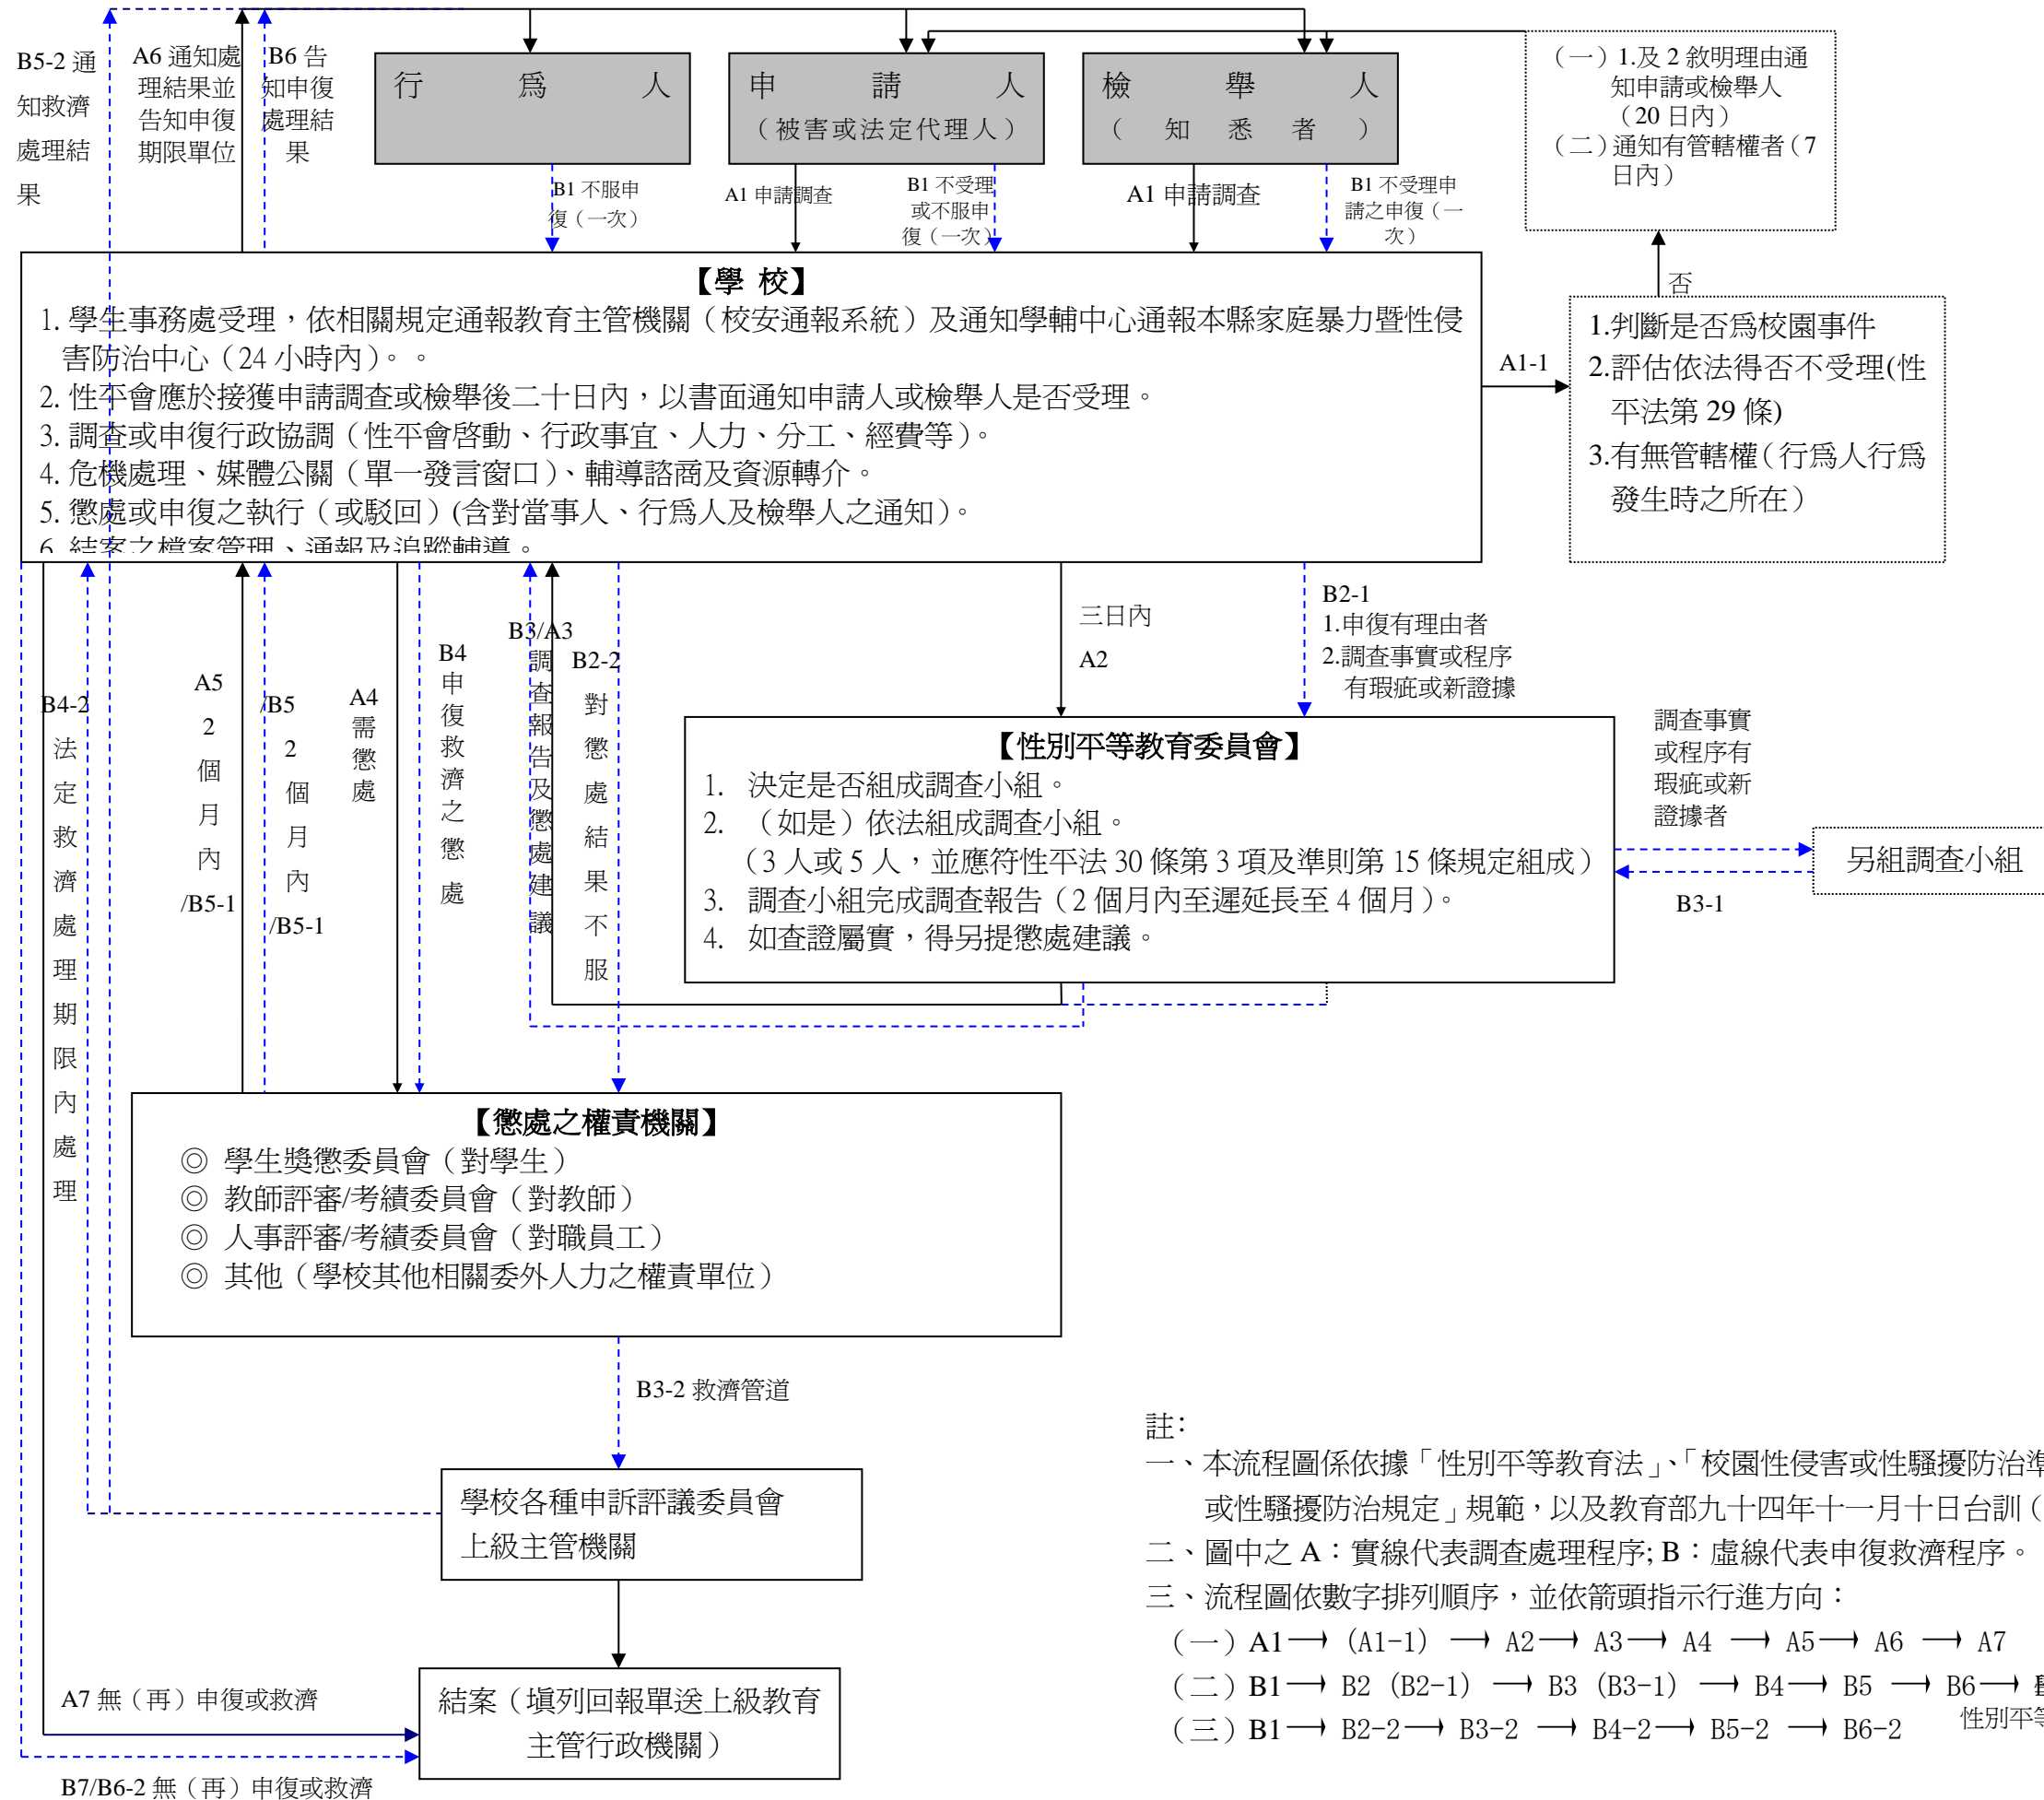 B5-2 通
知救濟
處理結
果
A6 通知處
理結果並
告知申復
期限單位
B6 告
知申復
處理結
果
行 為 人
申 請 人
（被害或法定代理人）
檢 舉 人
（ 知 悉 者 ）
（一）1.及 2 敘明理由通
知申請或檢舉人
（20 日內）
（二）通知有管轄權者（7
日內）
B1 不服申
復（一次）
A1 申請調查
B1 不受理
或不服申
復（一次）
A1 申請調查
B1 不受理申
請之申復（一
次）
否
【學 校】
1. 學生事務處受理，依相關規定通報教育主管機關（校安通報系統）及通知學輔中心通報本縣家庭暴力暨性侵
害防治中心（24 小時內）。。
2. 性平會應於接獲申請調查或檢舉後二十日內，以書面通知申請人或檢舉人是否受理。
3. 調查或申復行政協調（性平會啟動、行政事宜、人力、分工、經費等）。
4. 危機處理、媒體公關（單一發言窗口）、輔導諮商及資源轉介。
5. 懲處或申復之執行（或駁回）(含對當事人、行為人及檢舉人之通知)。
6. 結案之檔案管理、通報及追蹤輔導。
A1-1
1.判斷是否為校園事件
2.評估依法得否不受理(性
平法第 29 條)
3.有無管轄權（行為人行為
發生時之所在）
B4-2
法定救濟處理期限內處理
A5
2
個
月
內
/B5-1
/B5
2
個
月
內
/B5-1
A4
需
懲
處
B4
申
復
救
濟
之
懲
處
B3/A3
調
查
報
告
及
懲
處
建
議
B2-2
對
懲
處
結
果
不
服
三日內
A2
B2-1
1.申復有理由者
2.調查事實或程序
有瑕疵或新證據
【性別平等教育委員會】
1. 決定是否組成調查小組。
2. （如是）依法組成調查小組。
（3 人或 5 人，並應符性平法 30 條第 3 項及準則第 15 條規定組成）
3. 調查小組完成調查報告（2 個月內至遲延長至 4 個月）。
4. 如查證屬實，得另提懲處建議。
調查事實
或程序有
瑕疵或新
證據者
另組調查小組
B3-1
【懲處之權責機關】
◎ 學生獎懲委員會（對學生）
◎ 教師評審/考績委員會（對教師）
◎ 人事評審/考績委員會（對職員工）
◎ 其他（學校其他相關委外人力之權責單位）
B3-2 救濟管道
學校各種申訴評議委員會
上級主管機關
A7 無（再）申復或救濟
結案（填列回報單送上級教育
主管行政機關）
B7/B6-2 無（再）申復或救濟
註：
一、本流程圖係依據「性別平等教育法」、「校園性侵害或性騷擾防治準
或性騷擾防治規定」規範，以及教育部九十四年十一月十日台訓（
二、圖中之 A：實線代表調查處理程序; B：虛線代表申復救濟程序。
三、流程圖依數字排列順序，並依箭頭指示行進方向：
（一）A1→ (A1-1) → A2→ A3→ A4 → A5→ A6 → A7
（二）B1→ B2 (B2-1) → B3 (B3-1) → B4→ B5 → B6→
（三）B1→ B2-2→ B3-2 → B4-2→ B5-2 → B6-2
性別平等